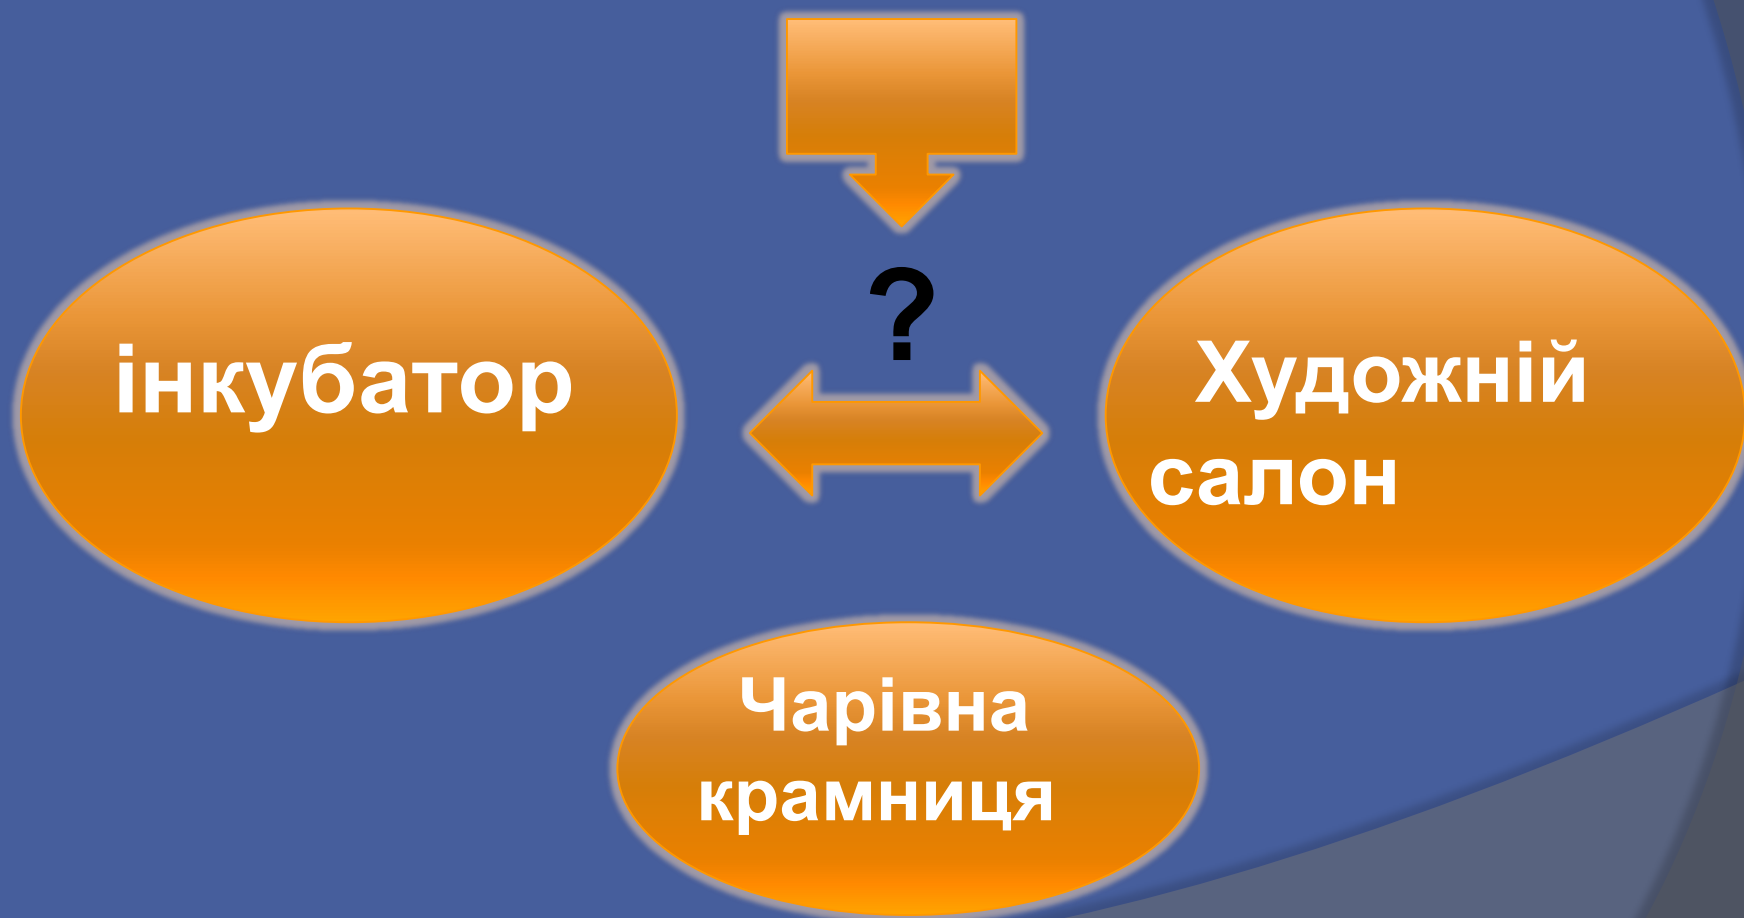 ?
інкубатор
Художній
салон
Чарівна
крамниця